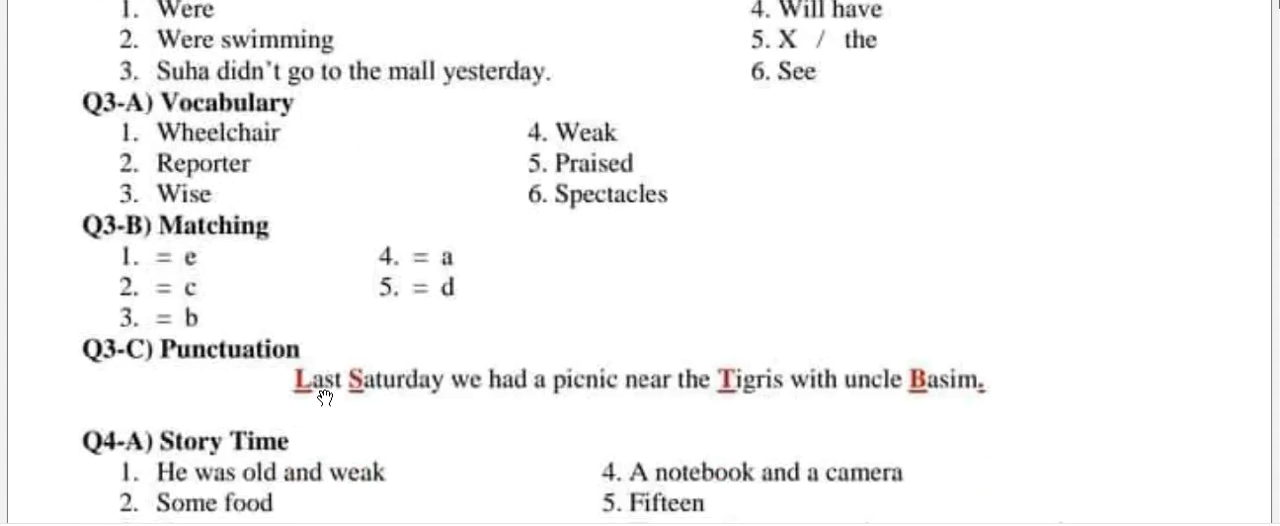 1. Were 4. Will have
2. Were swimming 5. X / the
3. Suha didn't go to the mall yesterday. 6. See
Q3-A) Vocabulary
1. Wheelchair 4. Weak
2. Reporter 5. Praised
3. Wise 6. Spectacles
Q3-B) Matching
1. = e 4. = a
2. = c 5. = d
3. = b
Q3-C) Punctuation
Last Saturday we had a picnic near the Tigris with uncle Basim.
Q4-A) Story Time
1. He was old and weak 4. A notebook and a camera
2. Some food 5. Fifteen